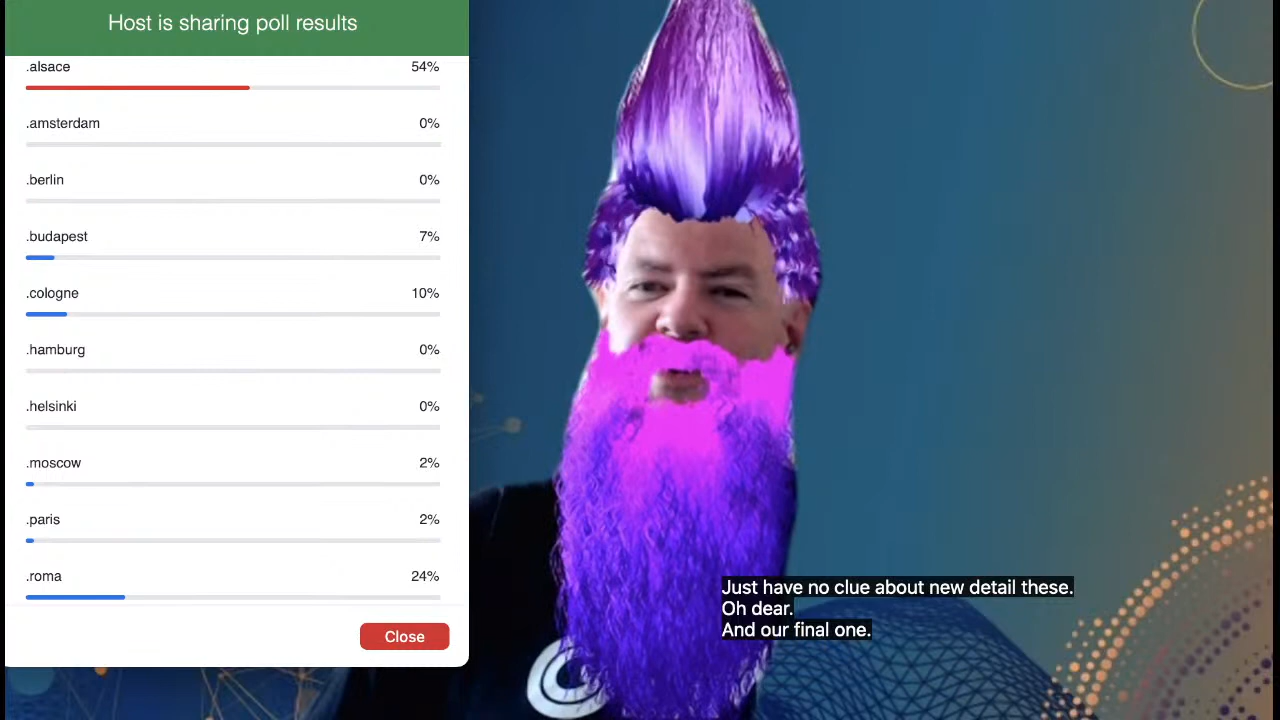 Host is sharing poll results
.alsace 54%
.amsterdam 0%
.berlin 0%
.budapest 7%
.cologne 10%
.hamburg 0%
.helsinki 0%
.moscow 2%
.paris 2%
.roma 24%
Close
Just have no clue about new detail these.
Oh dear.
And our final one.